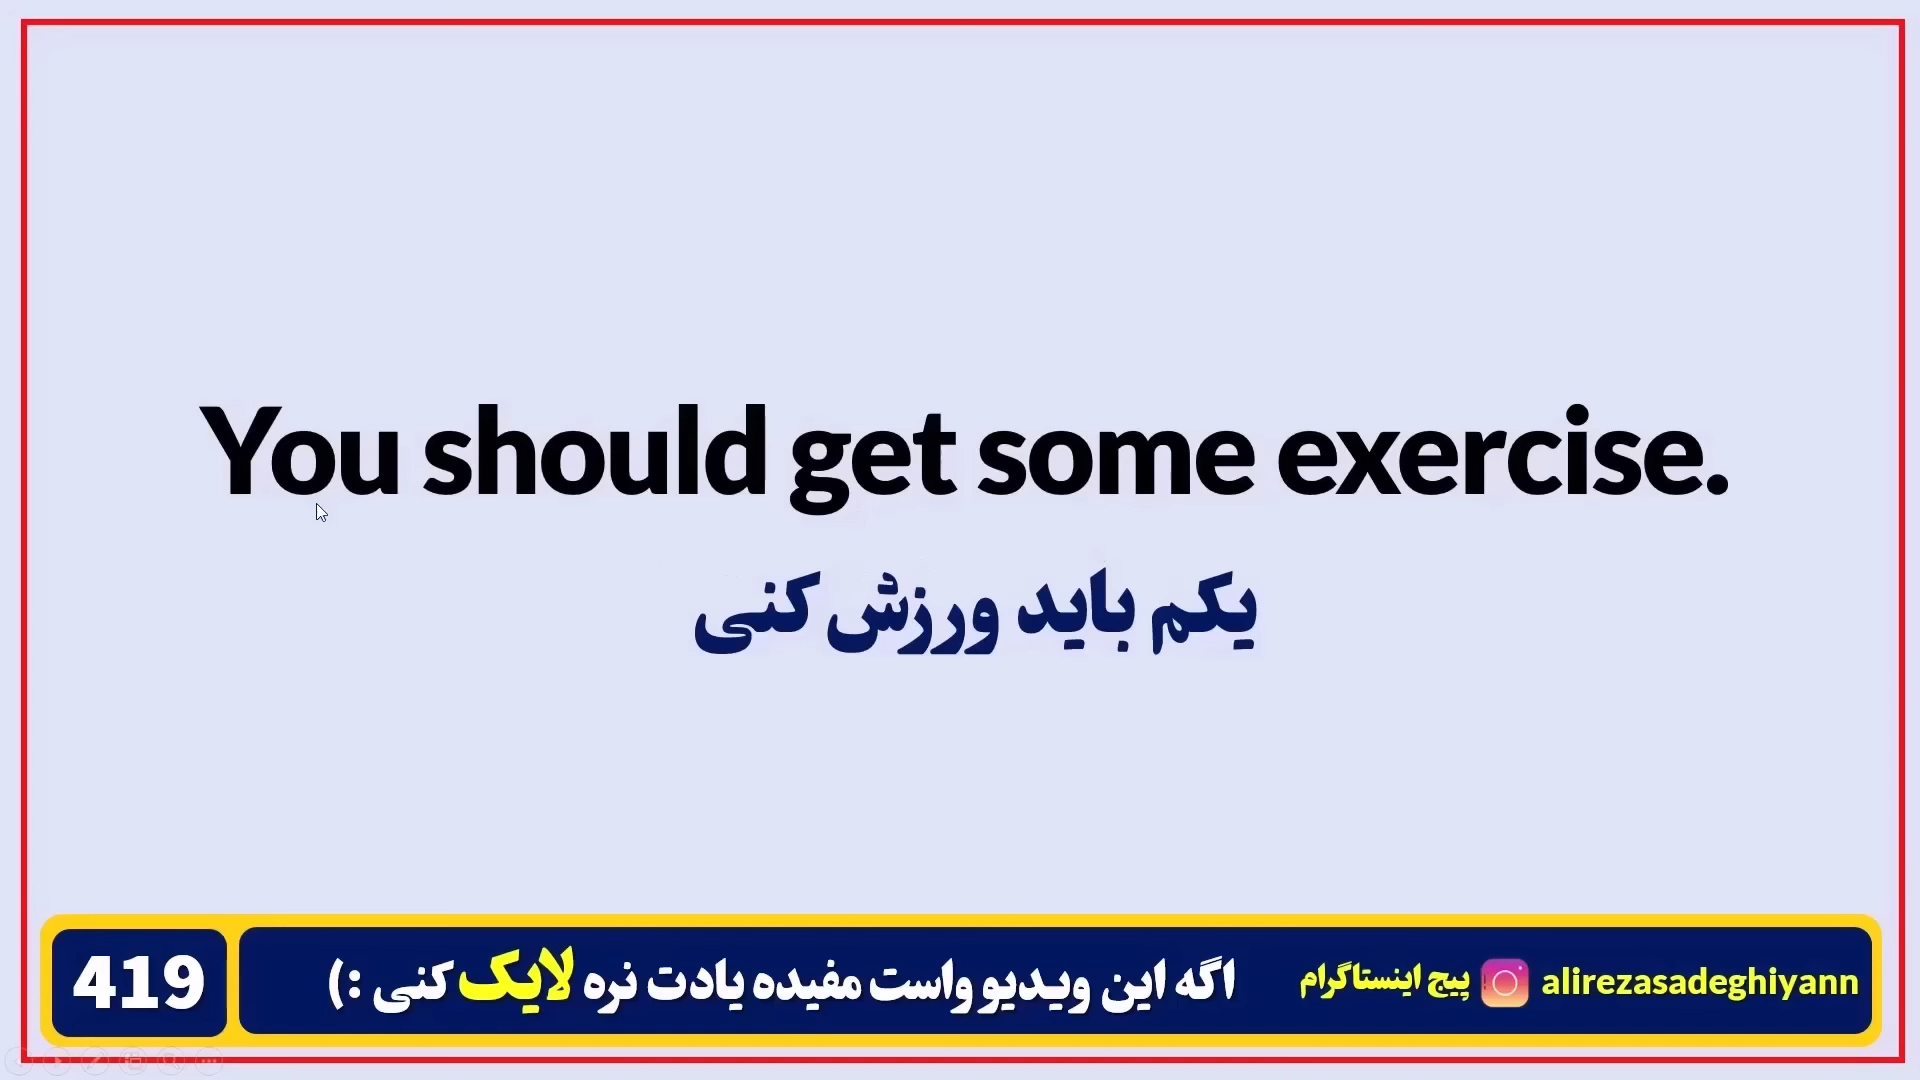 You should get some exercise.
یکم باید ورزش کنی
419
اگه این ویدیو واست مفیده یادت نره لایک کنی :)
پیج اینستاگرام
alirezasadeghiyann